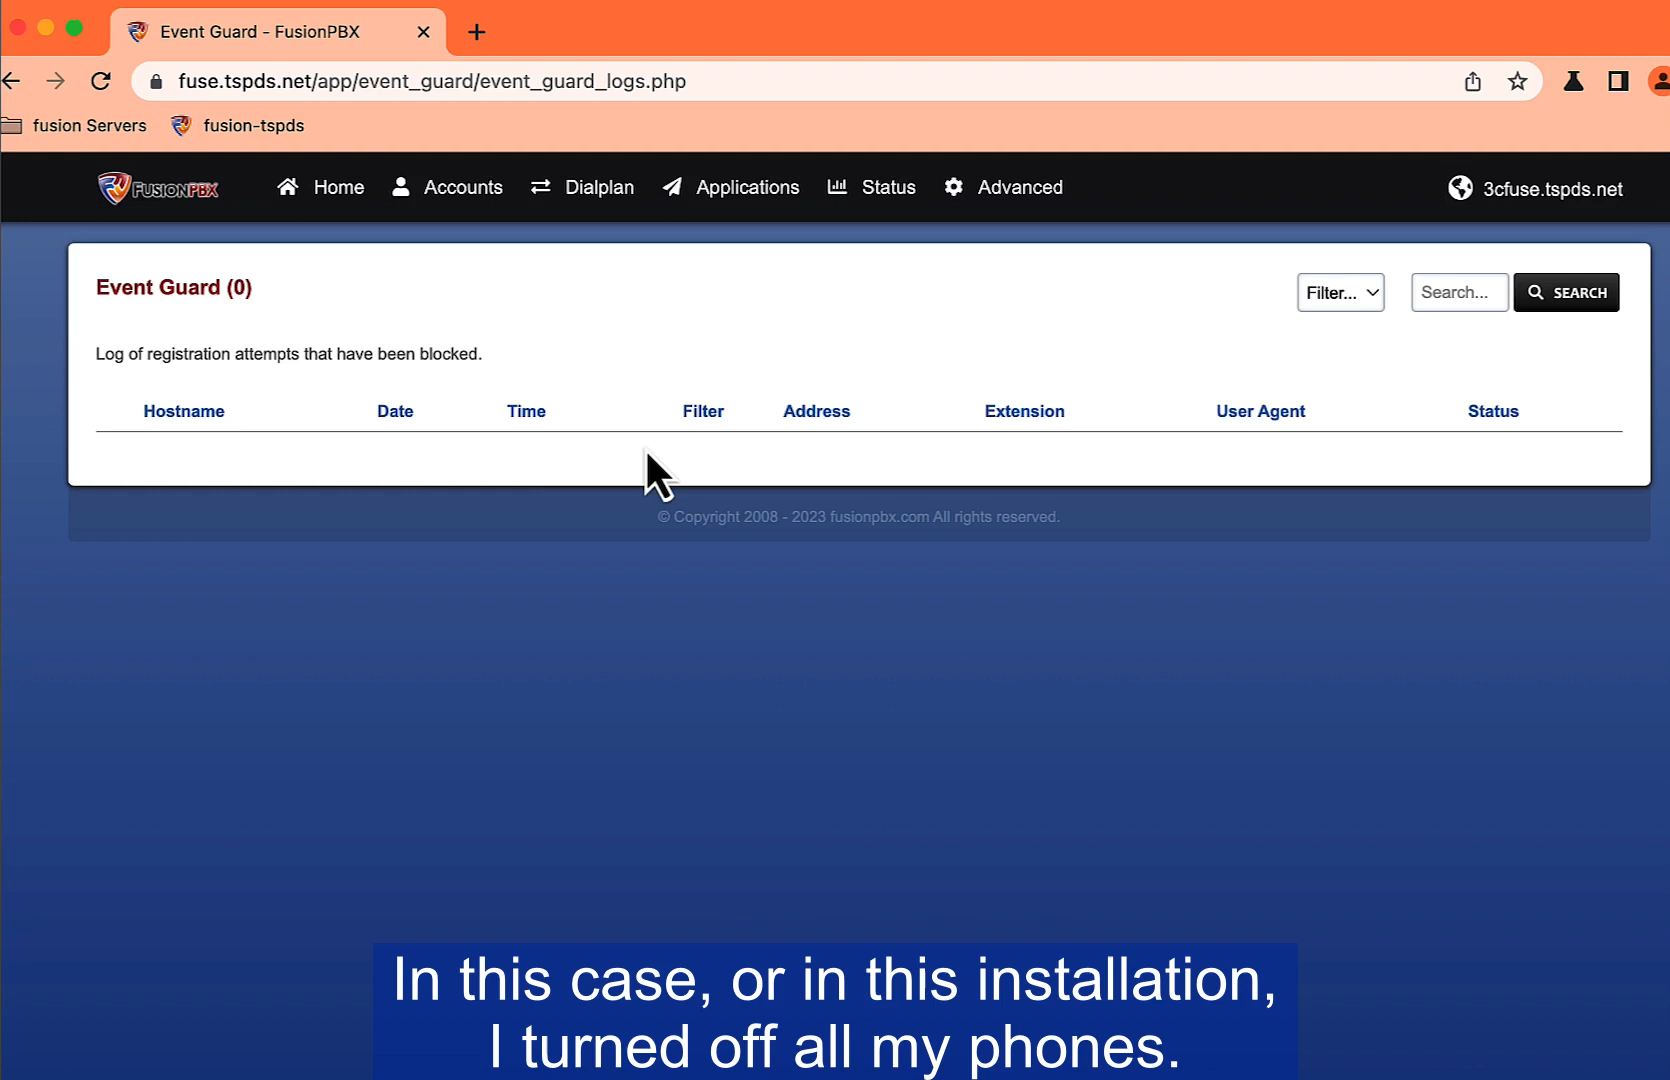 Event Guard - FusionPBX
fuse.tspds.net/app/event_guard/event_guard_logs.php
fusion Servers fusion-tspds
FUSIONPBX Home Accounts Dialplan Applications Status Advanced 3cfuse.tspds.net
Event Guard (0) Filter... Search... SEARCH
Log of registration attempts that have been blocked.
Hostname Date Time Filter Address Extension User Agent Status
© Copyright 2008 - 2023 fusionpbx.com All rights reserved.
In this case, or in this installation,
I turned off all my phones.